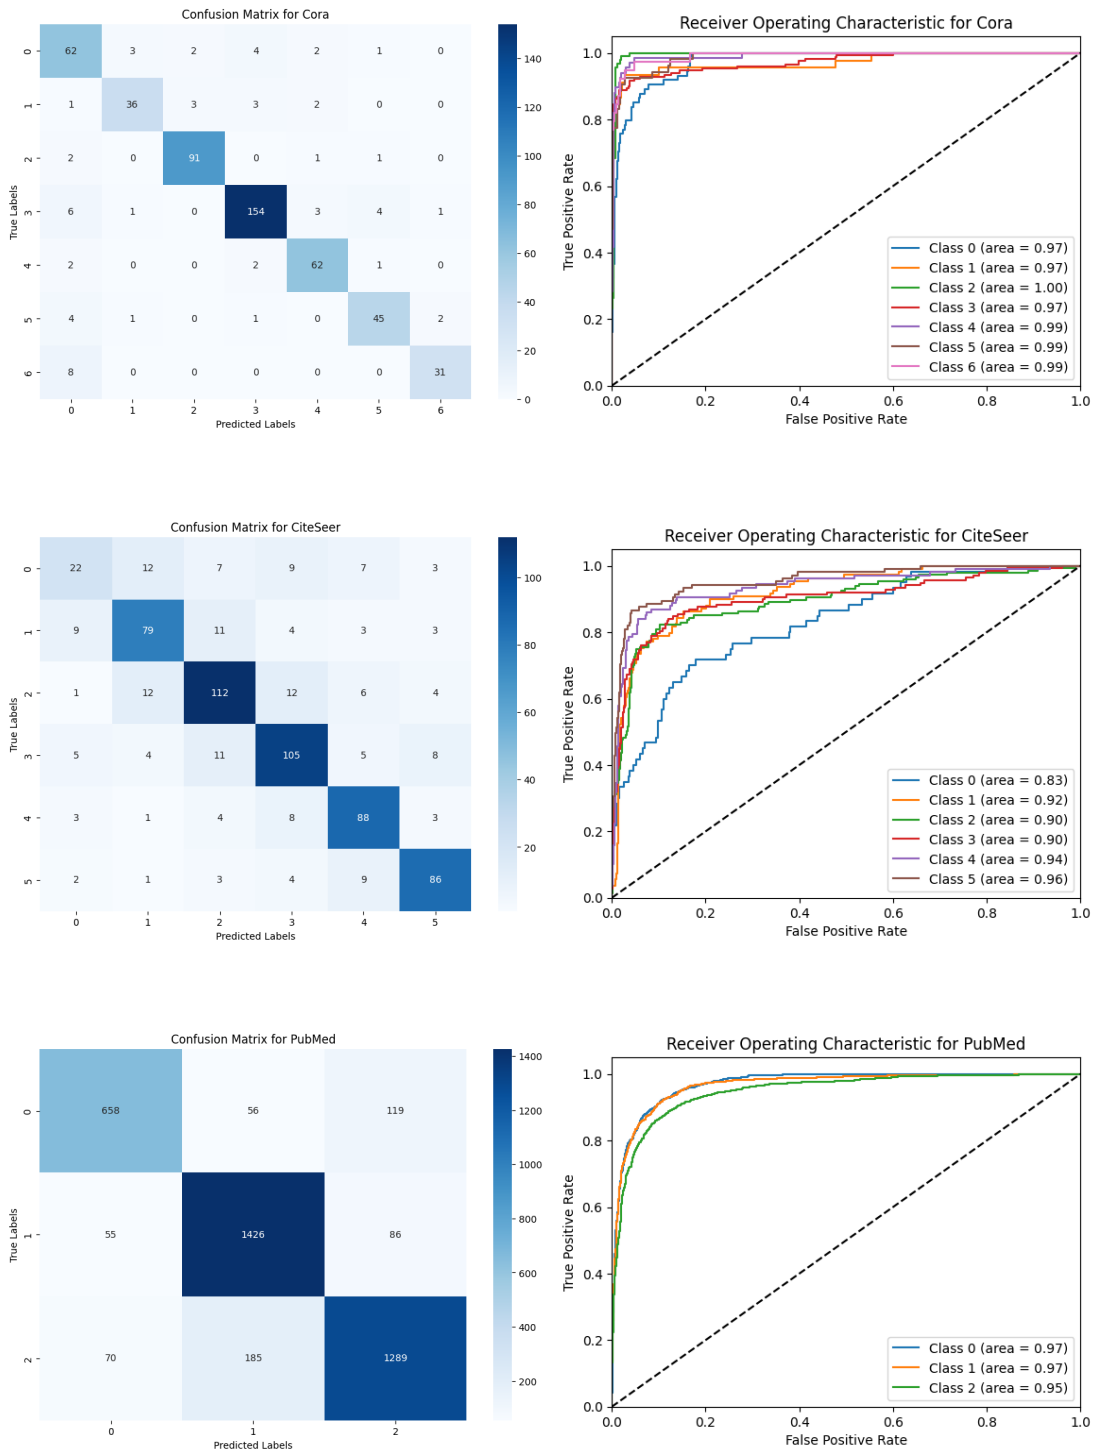 Confusion Matrix for Cora
0 62 3 2 4 2 1 0
1 1 36 3 3 2 0 0
2 2 0 91 0 1 1 0
3 6 1 0 154 3 4 1
4 2 0 0 2 62 1 0
5 4 1 0 1 0 45 2
6 8 0 0 0 0 0 31
0 1 2 3 4 5 6
Predicted Labels
True Labels
140
120
100
80
60
40
20
0
Receiver Operating Characteristic for Cora
1.0
0.8
0.6
0.4
0.2
0.0
True Positive Rate
Class 0 (area = 0.97)
Class 1 (area = 0.97)
Class 2 (area = 1.00)
Class 3 (area = 0.97)
Class 4 (area = 0.99)
Class 5 (area = 0.99)
Class 6 (area = 0.99)
0.0 0.2 0.4 0.6 0.8 1.0
False Positive Rate
Confusion Matrix for CiteSeer
0 22 12 7 9 7 3
1 9 79 11 4 3 3
2 1 12 112 12 6 4
3 5 4 11 105 5 8
4 3 1 4 8 88 3
5 2 1 3 4 9 86
0 1 2 3 4 5
Predicted Labels
True Labels
100
80
60
40
20
Receiver Operating Characteristic for CiteSeer
1.0
0.8
0.6
0.4
0.2
0.0
True Positive Rate
Class 0 (area = 0.83)
Class 1 (area = 0.92)
Class 2 (area = 0.90)
Class 3 (area = 0.90)
Class 4 (area = 0.94)
Class 5 (area = 0.96)
0.0 0.2 0.4 0.6 0.8 1.0
False Positive Rate
Confusion Matrix for PubMed
0 658 56 119
1 55 1426 86
2 70 185 1289
0 1 2
Predicted Labels
True Labels
1400
1200
1000
800
600
400
200
Receiver Operating Characteristic for PubMed
1.0
0.8
0.6
0.4
0.2
0.0
True Positive Rate
Class 0 (area = 0.97)
Class 1 (area = 0.97)
Class 2 (area = 0.95)
0.0 0.2 0.4 0.6 0.8 1.0
False Positive Rate